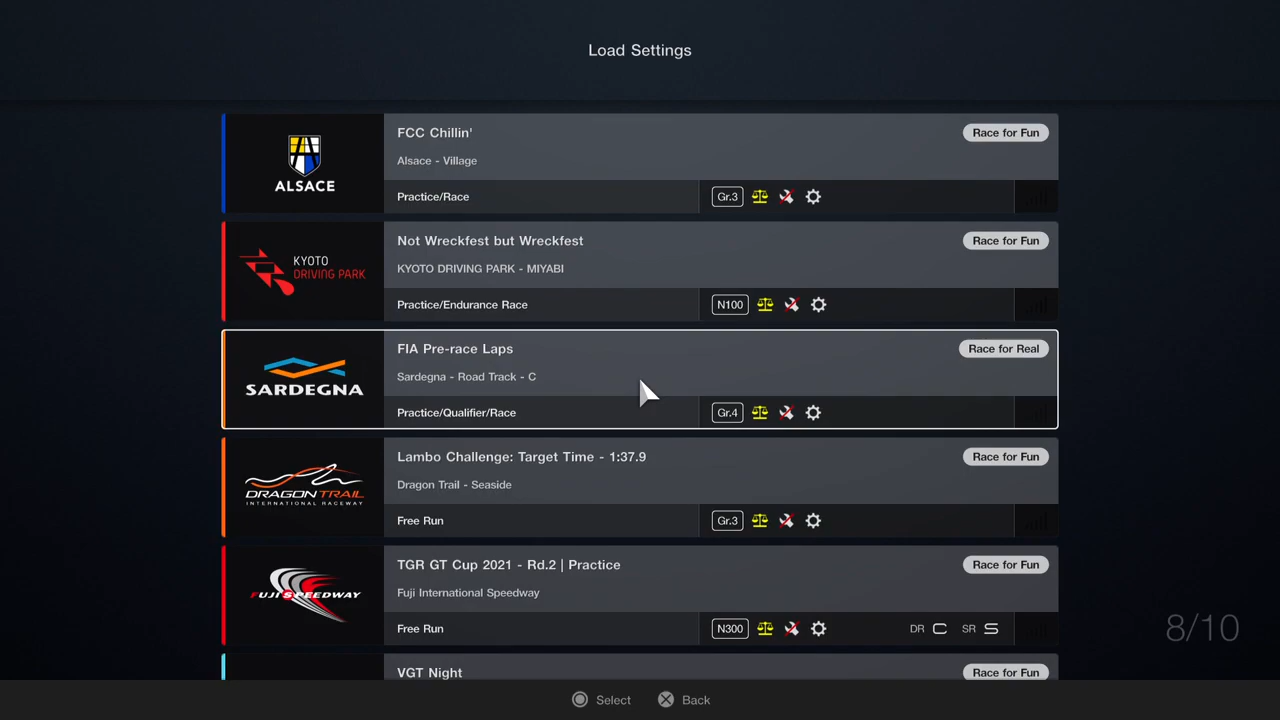 Load Settings
ALSACE
FCC Chillin'
Race for Fun
Alsace - Village
Practice/Race
Gr.3
KYOTO
DRIVING PARK
Not Wreckfest but Wreckfest
Race for Fun
KYOTO DRIVING PARK - MIYABI
Practice/Endurance Race
N100
SARDEGNA
FIA Pre-race Laps
Race for Real
Sardegna - Road Track - C
Practice/Qualifier/Race
Gr.4
DRAGON TRAIL
INTERNATIONAL RACEWAY
Lambo Challenge: Target Time - 1:37.9
Race for Fun
Dragon Trail - Seaside
Free Run
Gr.3
FUJI SPEEDWAY
TGR GT Cup 2021 - Rd.2 | Practice
Race for Fun
Fuji International Speedway
Free Run
N300
DR C SR S
8/10
VGT Night
Race for Fun
Select
Back